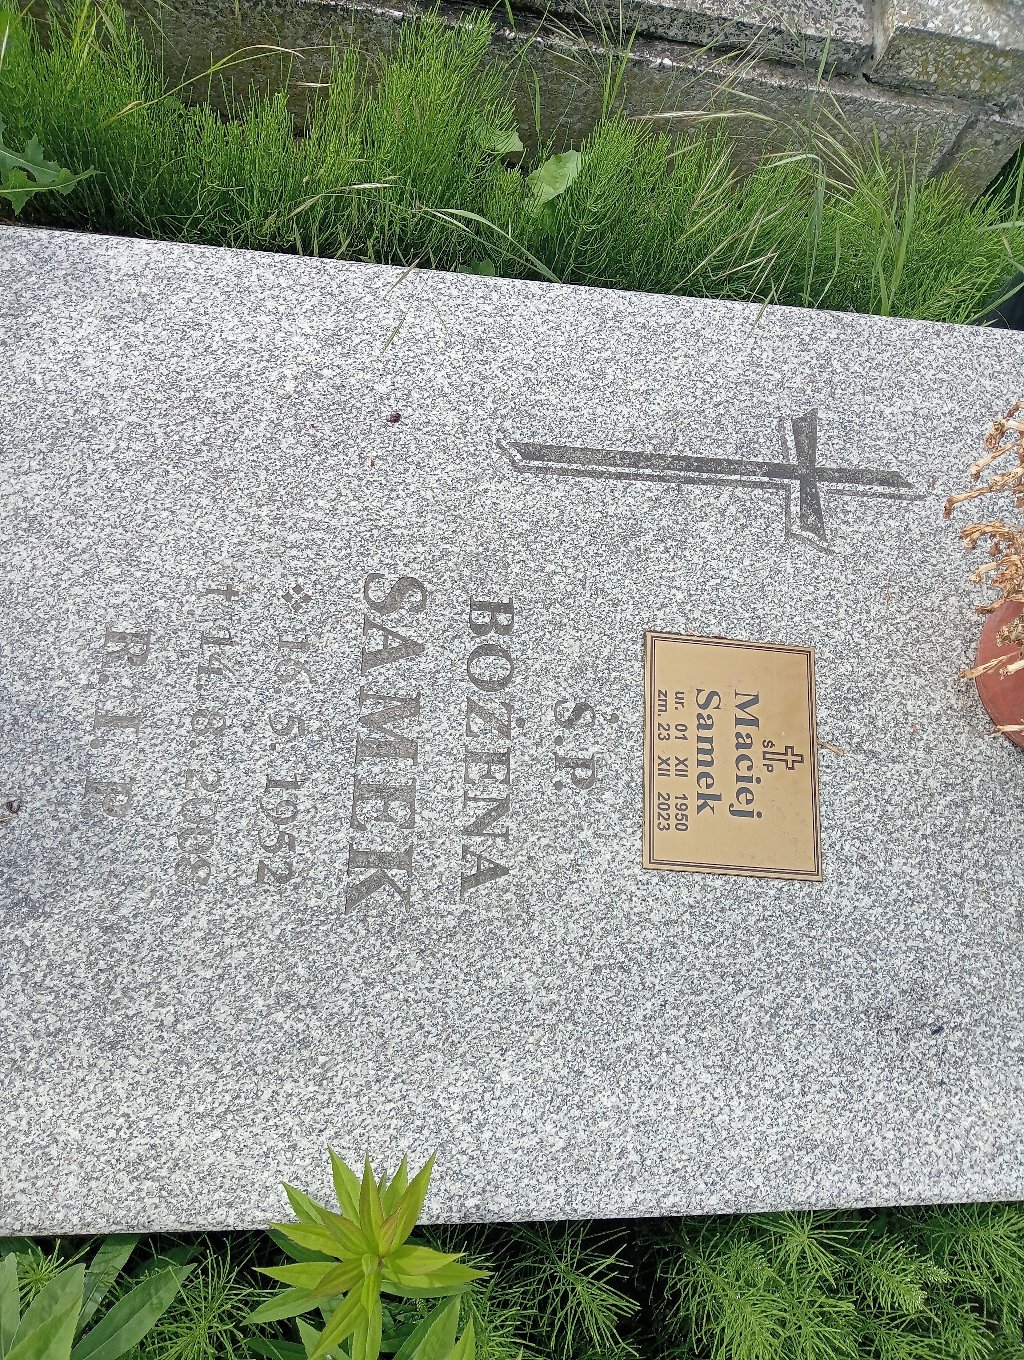 Ś P
Maciej
Samek
ur. 01 XII 1950
zm. 23 XII 2023
Ś.P.
BOŻENA
SAMEK
16.5.1952
† 14.8.2008
R.I.P